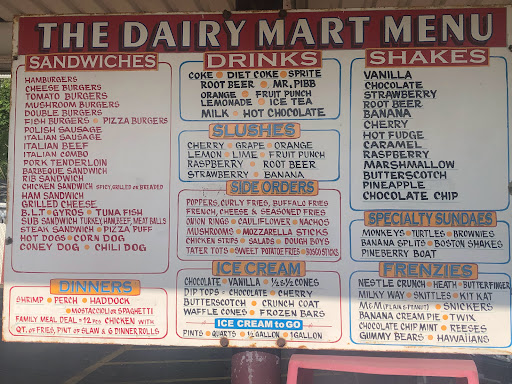 THE DAIRY MART MENU
SANDWICHES
HAMBURGERS
CHEESE BURGERS
TOMATO BURGERS
MUSHROOM BURGERS
DOUBLE BURGERS
FISH BURGERS • PIZZA BURGERS
POLISH SAUSAGE
ITALIAN SAUSAGE
ITALIAN BEEF
ITALIAN COMBO
PORK TENDERLOIN
BARBEQUE SANDWICH
RIB SANDWICH
CHICKEN SANDWICH SPICY, GRILLED OR BREADED
HAM SANDWICH
GRILLED CHEESE
B.L.T • GYROS • TUNA FISH
SUB SANDWICH TURKEY, HAM, BEEF, MEAT BALLS
STEAK SANDWICH • PIZZA PUFF
HOT DOGS • CORN DOG
CONEY DOG • CHILI DOG
DINNERS
SHRIMP • PERCH • HADDOCK
• MOSTACCIOLI OR SPAGHETTI
FAMILY MEAL DEAL • 12 PCS CHICKEN WITH
QT. OF FRIES, PINT OF SLAW & 6 DINNER ROLLS
DRINKS
COKE • DIET COKE • SPRITE
ROOT BEER • MR. PIBB
ORANGE • FRUIT PUNCH
LEMONADE • ICE TEA
MILK • HOT CHOCOLATE
SLUSHES
CHERRY • GRAPE • ORANGE
LEMON • LIME • FRUIT PUNCH
RASPBERRY • ROOT BEER
STRAWBERRY • BANANA
SIDE ORDERS
POPPERS, CURLY FRIES, BUFFALO FRIES
FRENCH, CHEESE & SEASONED FRIES
ONION RINGS • CAULIFLOWER • NACHOS
MUSHROOMS • MOZZARELLA STICKS
CHICKEN STRIPS • SALADS • DOUGH BOYS
TATER TOTS • SWEET POTATO FRIES • BOSCO STICKS
ICE CREAM
CHOCOLATE • VANILLA • ½ & ½ CONES
DIP TOPS • CHOCOLATE • CHERRY
BUTTERSCOTCH • CRUNCH COAT
WAFFLE CONES • FROZEN BARS
ICE CREAM to GO
PINTS • QUARTS • ½ GALLON • 1 GALLON
SHAKES
VANILLA
CHOCOLATE
STRAWBERRY
ROOT BEER
BANANA
CHERRY
HOT FUDGE
CARAMEL
RASPBERRY
MARSHMALLOW
BUTTERSCOTCH
PINEAPPLE
CHOCOLATE CHIP
SPECIALTY SUNDAES
MONKEYS • TURTLES • BROWNIES
BANANA SPLITS • BOSTON SHAKES
PINEBERRY BOAT
FRENZIES
NESTLE CRUNCH • HEATH • BUTTERFINGER
MILKY WAY • SKITTLES • KIT KAT
M&M (PLAIN & PEANUT) • SNICKERS
BANANA CREAM PIE • TWIX
CHOCOLATE CHIP MINT • REESES
GUMMY BEARS • HAWAIIANS